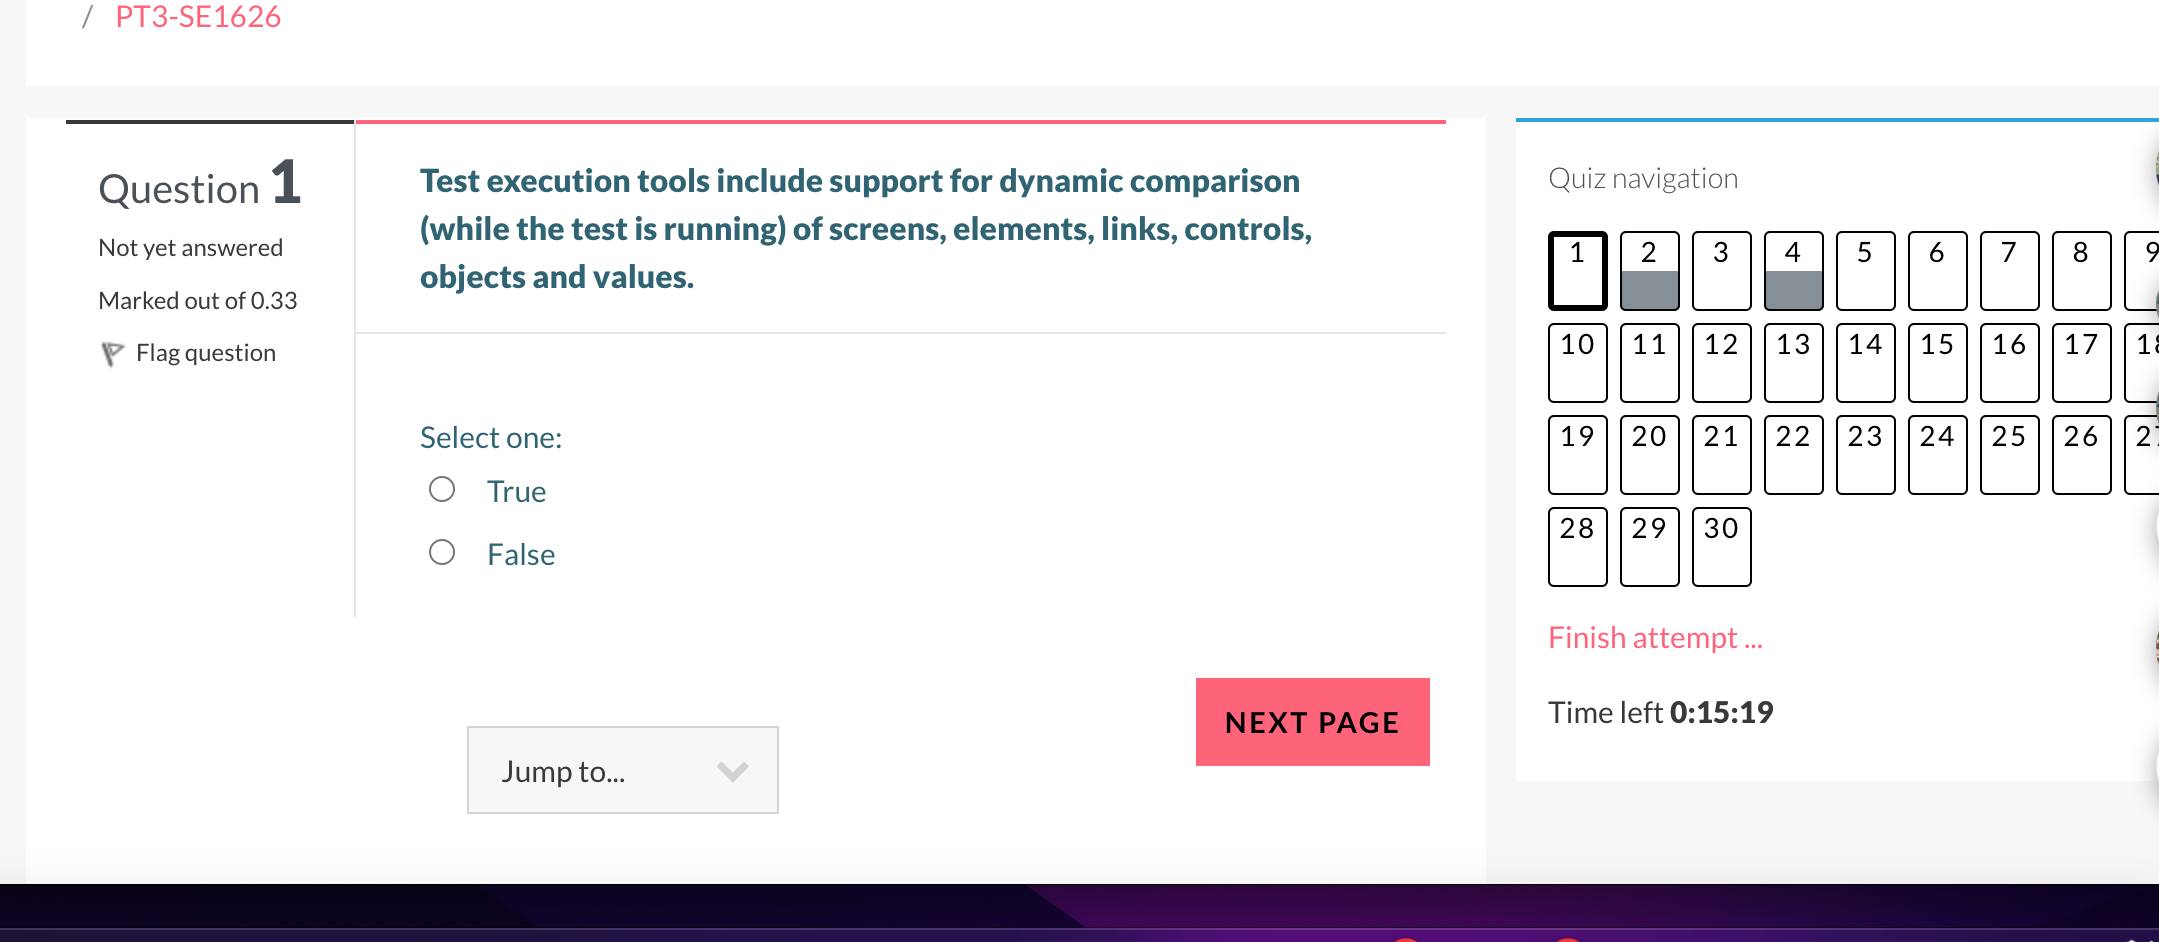 / PT3-SE1626
Question 1
Not yet answered
Marked out of 0.33
Flag question
Test execution tools include support for dynamic comparison
(while the test is running) of screens, elements, links, controls,
objects and values.
Select one:
True
False
NEXT PAGE
Jump to...
Quiz navigation
1 2 3 4 5 6 7 8 9
10 11 12 13 14 15 16 17 18
19 20 21 22 23 24 25 26 27
28 29 30
Finish attempt ...
Time left 0:15:19